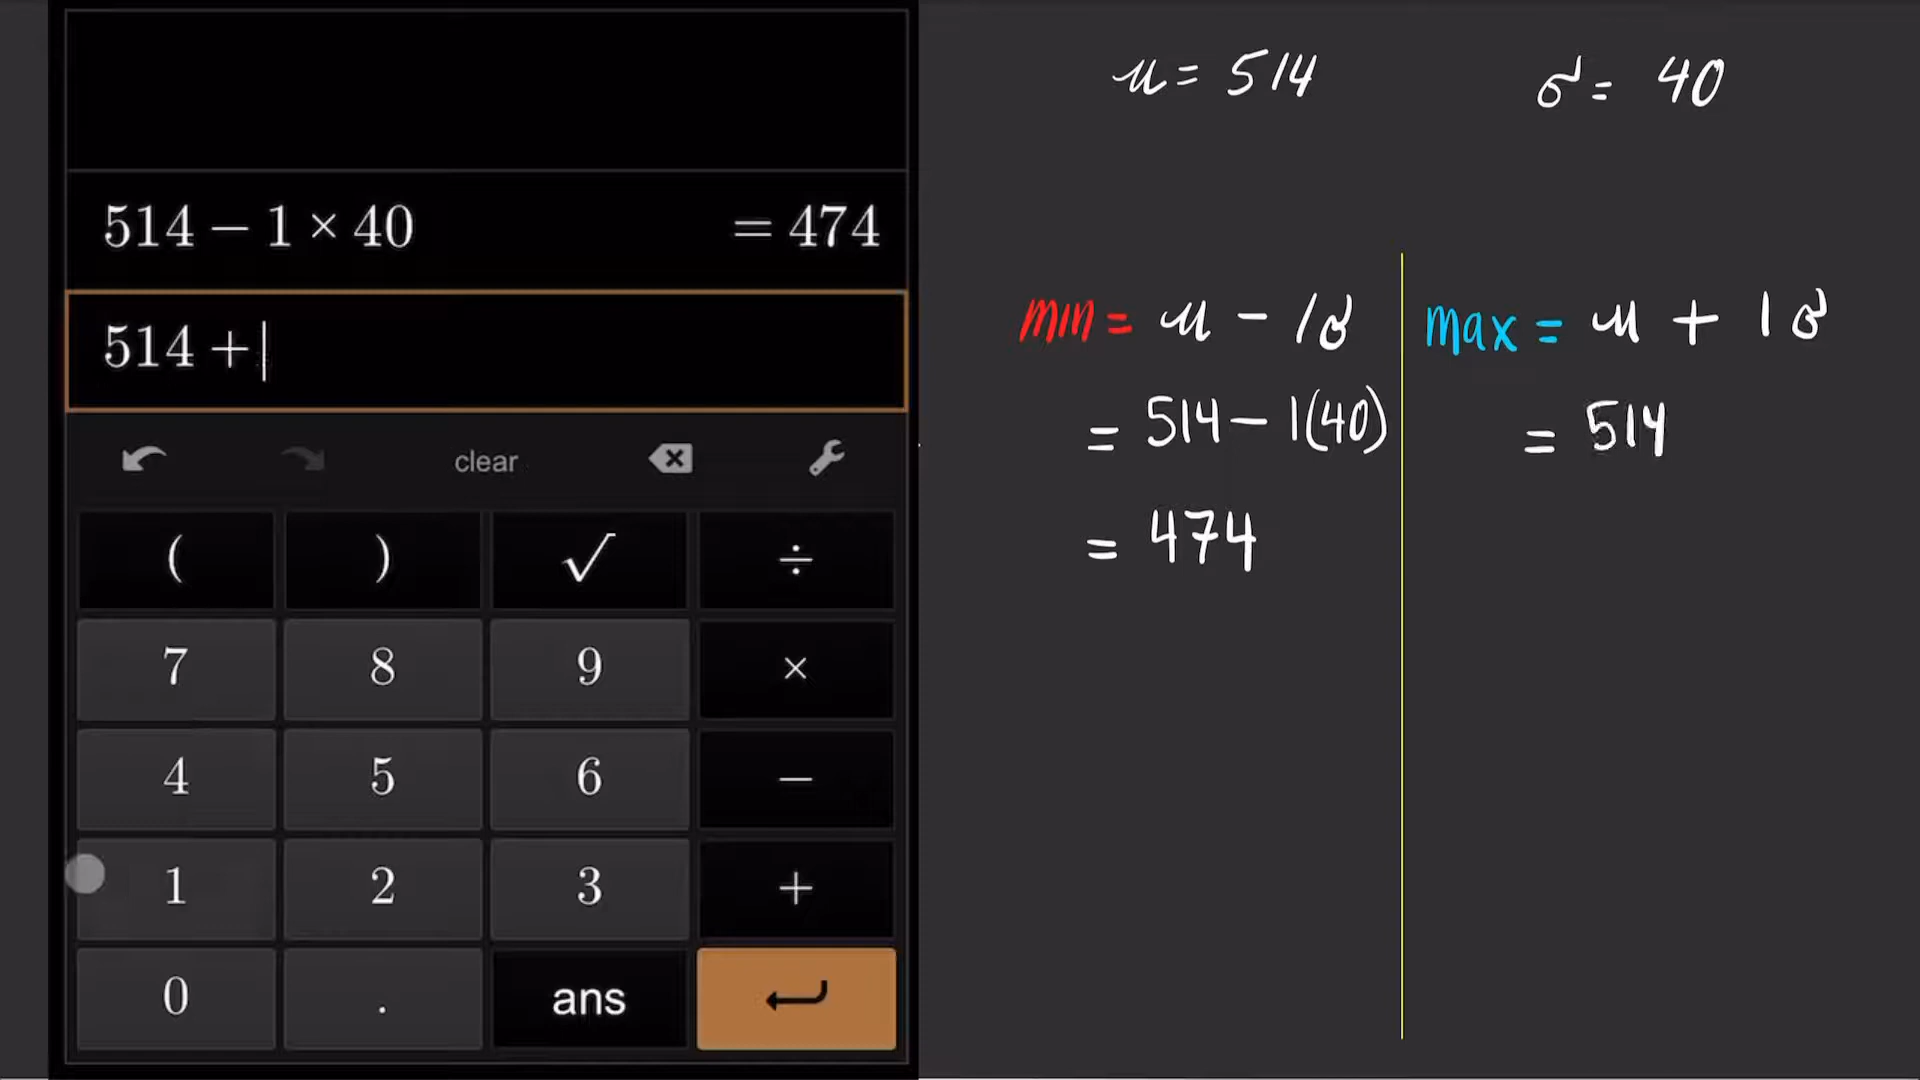 514 − 1 × 40 = 474
514 +
clear
( ) √ ÷
7 8 9 ×
4 5 6 −
1 2 3 +
0 . ans
μ = 514 σ = 40
min = μ − 1σ
= 514 − 1(40)
= 474
max = μ + 1σ
= 514